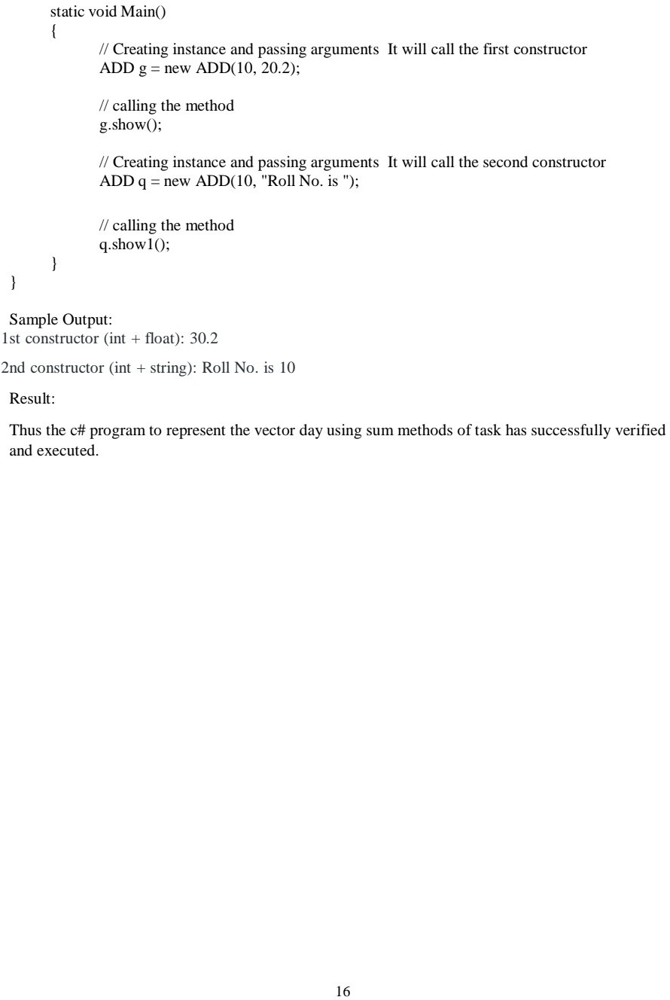 static void Main()
{
// Creating instance and passing arguments  It will call the first constructor
ADD g = new ADD(10, 20.2);
// calling the method
g.show();
// Creating instance and passing arguments  It will call the second constructor
ADD q = new ADD(10, "Roll No. is ");
// calling the method
q.show1();
}
}
Sample Output:
1st constructor (int + float): 30.2
2nd constructor (int + string): Roll No. is 10
Result:
Thus the c# program to represent the vector day using sum methods of task has successfully verified
and executed.
16